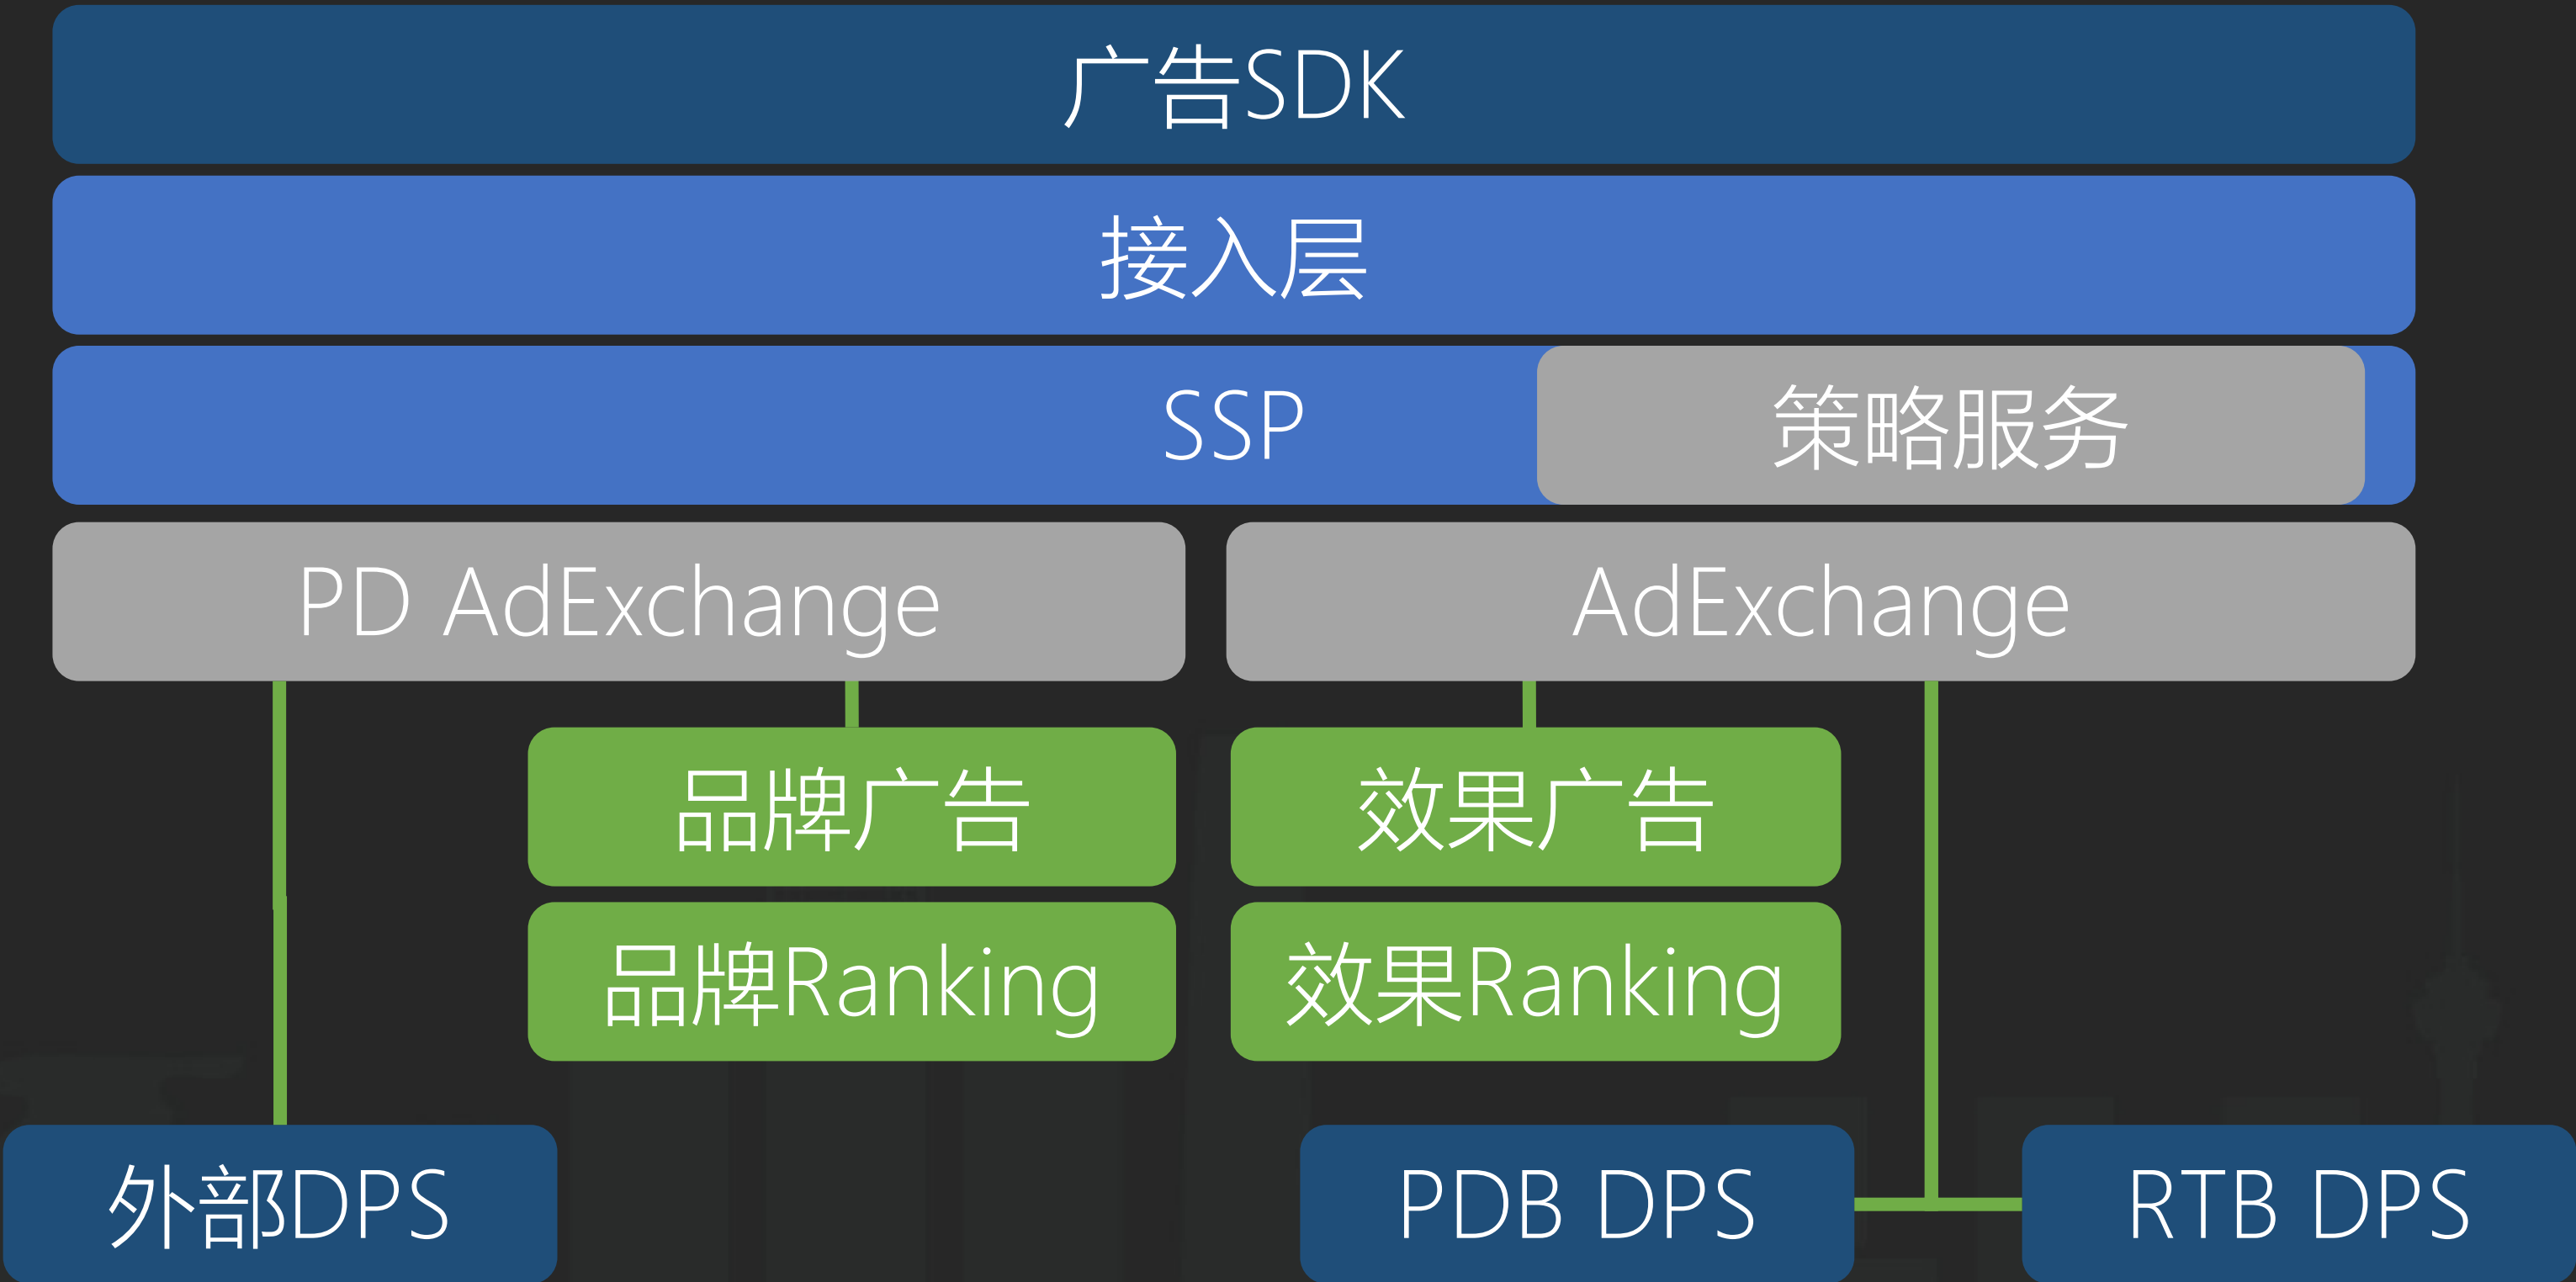 广告SDK
接入层
SSP
策略服务
PD AdExchange
AdExchange
品牌广告
效果广告
品牌Ranking
效果Ranking
外部DPS
PDB DPS
RTB DPS